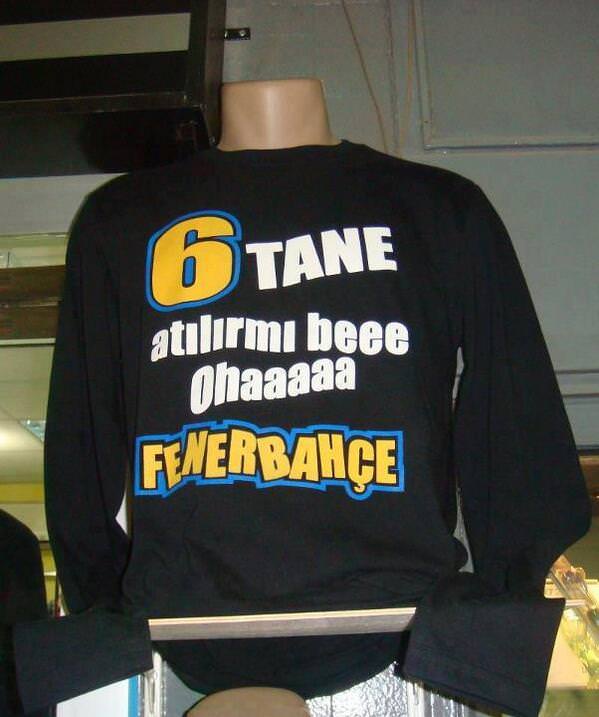 6 TANE
atılırmı beee
Ohaaaaa
FENERBAHÇE